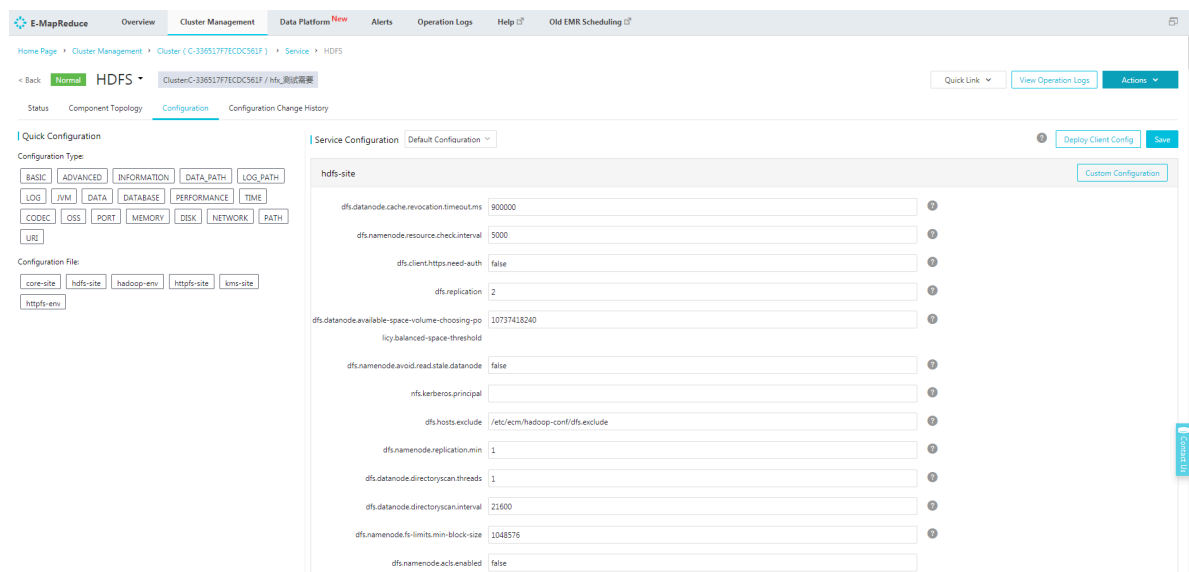 E-MapReduce Overview Cluster Management Data Platform New Alerts Operation Logs Help Old EMR Scheduling
Home Page > Cluster Management > Cluster ( C-336517F7ECDC561F ) > Service > HDFS
< Back Normal HDFS Cluster:C-336517F7ECDC561F / hfx_测试需要 Quick Link View Operation Logs Actions
Status Component Topology Configuration Configuration Change History
Quick Configuration
Configuration Type:
BASIC ADVANCED INFORMATION DATA_PATH LOG_PATH
LOG JVM DATA DATABASE PERFORMANCE TIME
CODEC OSS PORT MEMORY DISK NETWORK PATH
URI
Configuration File:
core-site hdfs-site hadoop-env httpfs-site kms-site
httpfs-env
Service Configuration Default Configuration ? Deploy Client Config Save
hdfs-site Custom Configuration
dfs.datanode.cache.revocation.timeout.ms 900000 ?
dfs.namenode.resource.check.interval 5000 ?
dfs.client.https.need-auth false ?
dfs.replication 2 ?
dfs.datanode.available-space-volume-choosing-po 10737418240 ?
licy.balanced-space-threshold
dfs.namenode.avoid.read.stale.datanode false ?
nfs.kerberos.principal ?
dfs.hosts.exclude /etc/ecm/hadoop-conf/dfs.exclude ?
dfs.namenode.replication.min 1 ?
dfs.datanode.directoryscan.threads 1 ?
dfs.datanode.directoryscan.interval 21600 ?
dfs.namenode.fs-limits.min-block-size 1048576 ?
dfs.namenode.acls.enabled false
Contact Us